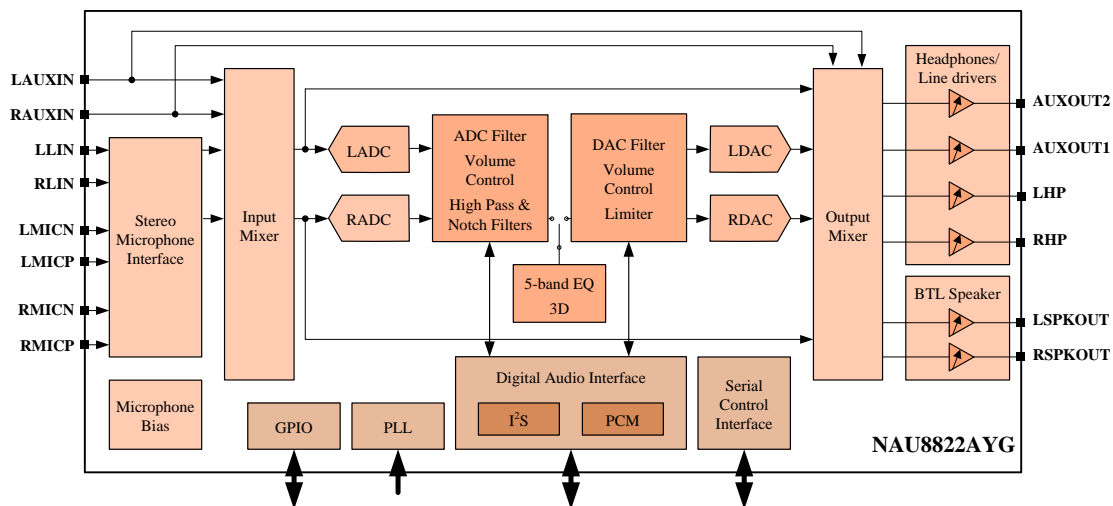 LAUXIN
RAUXIN
LLIN
RLIN
LMICN
LMICP
RMICN
RMICP
Stereo
Microphone
Interface
Microphone
Bias
Input
Mixer
LADC
RADC
ADC Filter
Volume
Control
High Pass &
Notch Filters
DAC Filter
Volume
Control
Limiter
5-band EQ
3D
LDAC
RDAC
Output
Mixer
Headphones/
Line drivers
BTL Speaker
AUXOUT2
AUXOUT1
LHP
RHP
LSPKOUT
RSPKOUT
GPIO
PLL
Digital Audio Interface
I²S
PCM
Serial
Control
Interface
NAU8822AYG